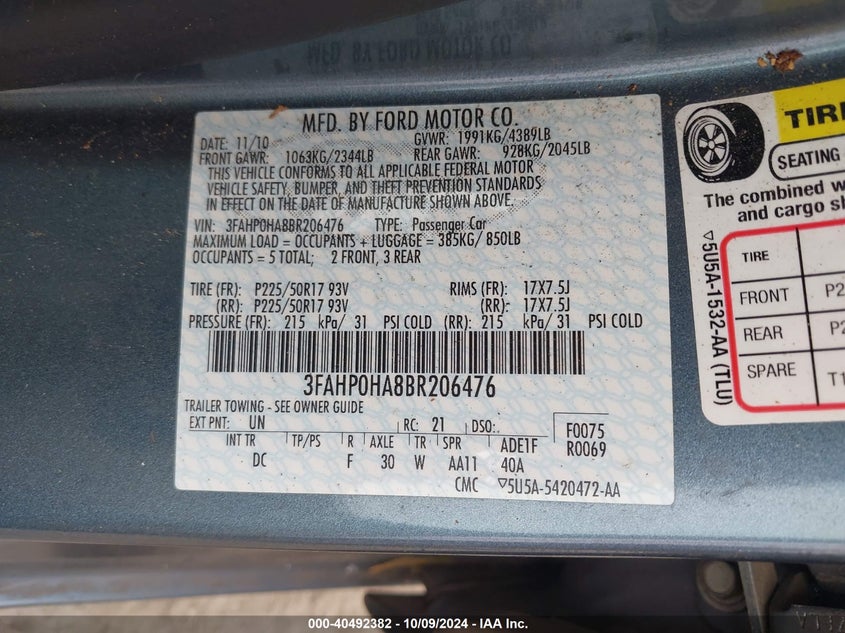 MFD. BY FORD MOTOR CO.
DATE: 11/10 GVWR: 1991KG/4389LB
FRONT GAWR: 1063KG/2344LB REAR GAWR: 928KG/2045LB
THIS VEHICLE CONFORMS TO ALL APPLICABLE FEDERAL MOTOR
VEHICLE SAFETY, BUMPER, AND THEFT PREVENTION STANDARDS
IN EFFECT ON THE DATE OF MANUFACTURE SHOWN ABOVE.
VIN: 3FAHP0HA8BR206476 TYPE: Passenger Car
MAXIMUM LOAD = OCCUPANTS + LUGGAGE = 385KG/850LB
OCCUPANTS = 5 TOTAL; 2 FRONT, 3 REAR
TIRE (FR): P225/50R17 93V RIMS (FR): 17X7.5J
(RR): P225/50R17 93V (RR): 17X7.5J
PRESSURE (FR): 215 kPa/ 31 PSI COLD (RR): 215 kPa/ 31 PSI COLD
3FAHP0HA8BR206476
TRAILER TOWING - SEE OWNER GUIDE
EXT PNT: UN RC: 21 DSO: F0075
INT TR TP/PS R AXLE TR SPR ADE1F R0069
DC F 30 W AA11 40A
CMC ▽5U5A-5420472-AA
▽5U5A-1532-AA (TLU)
TIRE
SEATING
The combined
and cargo
TIRE
FRONT
REAR
SPARE
000-40492382 - 10/09/2024 - IAA Inc.